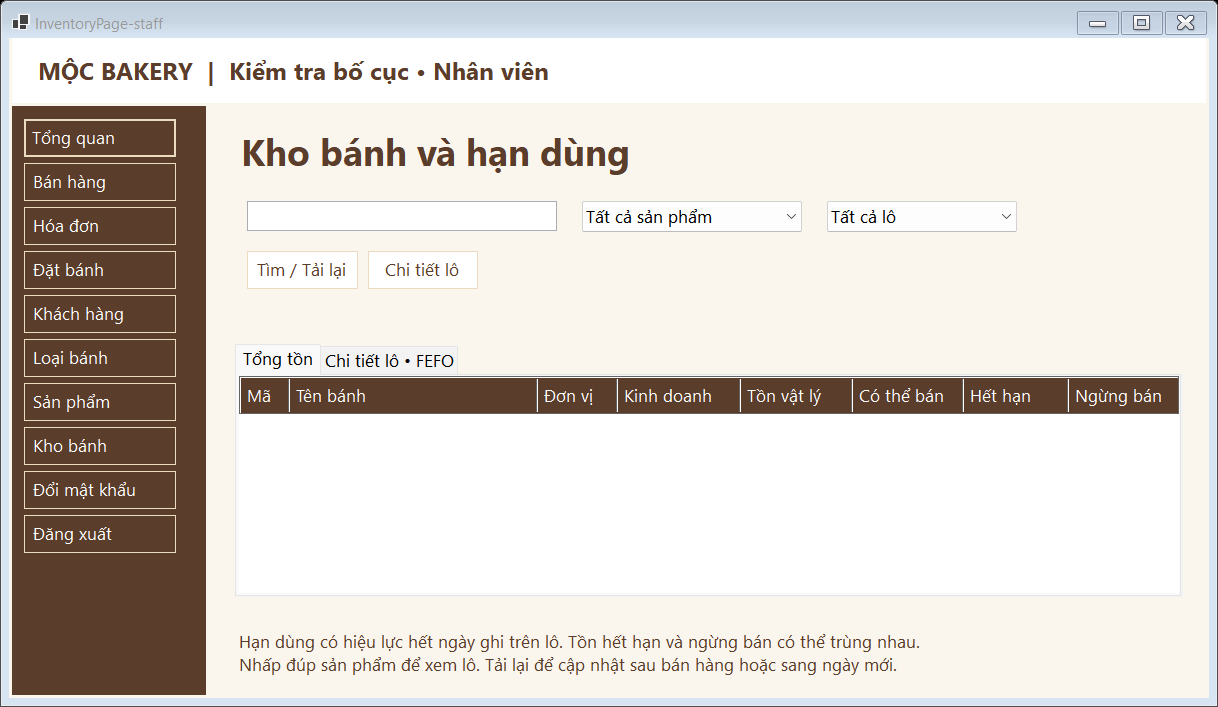 InventoryPage-staff
MỘC BAKERY | Kiểm tra bố cục • Nhân viên
Tổng quan
Bán hàng
Hóa đơn
Đặt bánh
Khách hàng
Loại bánh
Sản phẩm
Kho bánh
Đổi mật khẩu
Đăng xuất
Kho bánh và hạn dùng
Tất cả sản phẩm Tất cả lô
Tìm / Tải lại Chi tiết lô
Tổng tồn Chi tiết lô • FEFO
Mã Tên bánh Đơn vị Kinh doanh Tồn vật lý Có thể bán Hết hạn Ngừng bán
Hạn dùng có hiệu lực hết ngày ghi trên lô. Tồn hết hạn và ngừng bán có thể trùng nhau.
Nhấp đúp sản phẩm để xem lô. Tải lại để cập nhật sau bán hàng hoặc sang ngày mới.